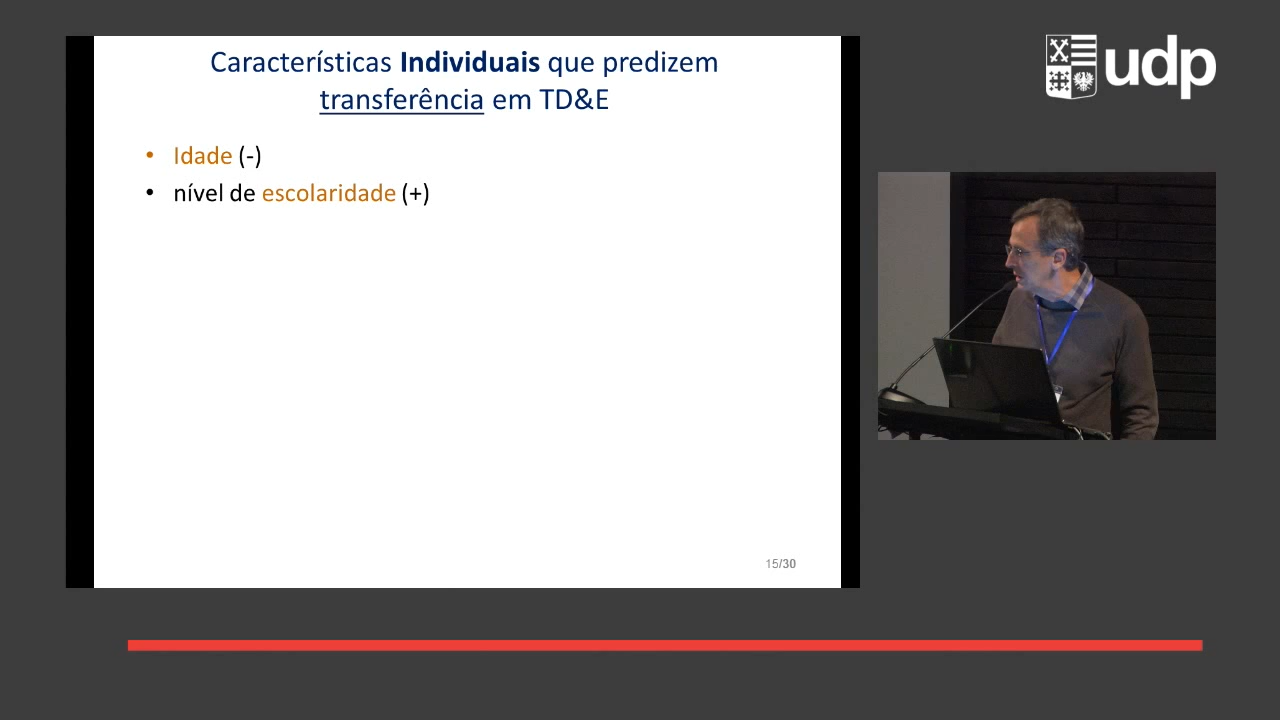 Características Individuais que predizem
transferência em TD&E
• Idade (-)
• nível de escolaridade (+)
15/30
udp